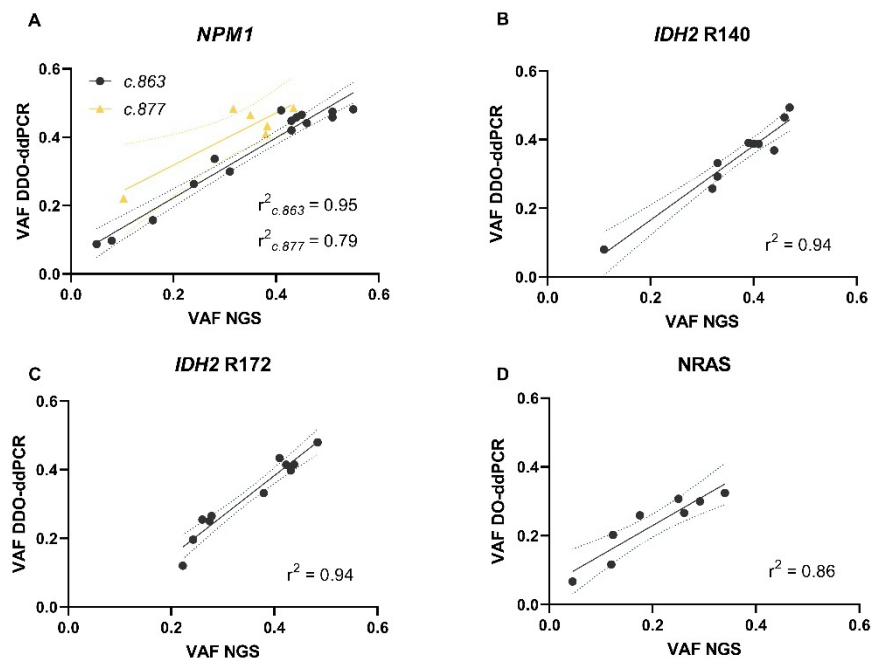 A
NPM1
c.863
c.877
VAF DDO-ddPCR
0.6
0.4
0.2
0.0
r²c.863 = 0.95
r²c.877 = 0.79
0.0 0.2 0.4 0.6
VAF NGS
B
IDH2 R140
VAF DDO-ddPCR
0.6
0.4
0.2
0.0
r² = 0.94
0.0 0.2 0.4 0.6
VAF NGS
C
IDH2 R172
VAF DDO-ddPCR
0.6
0.4
0.2
0.0
r² = 0.94
0.0 0.2 0.4 0.6
VAF NGS
D
NRAS
VAF DO-ddPCR
0.6
0.4
0.2
0.0
r² = 0.86
0.0 0.2 0.4 0.6
VAF NGS